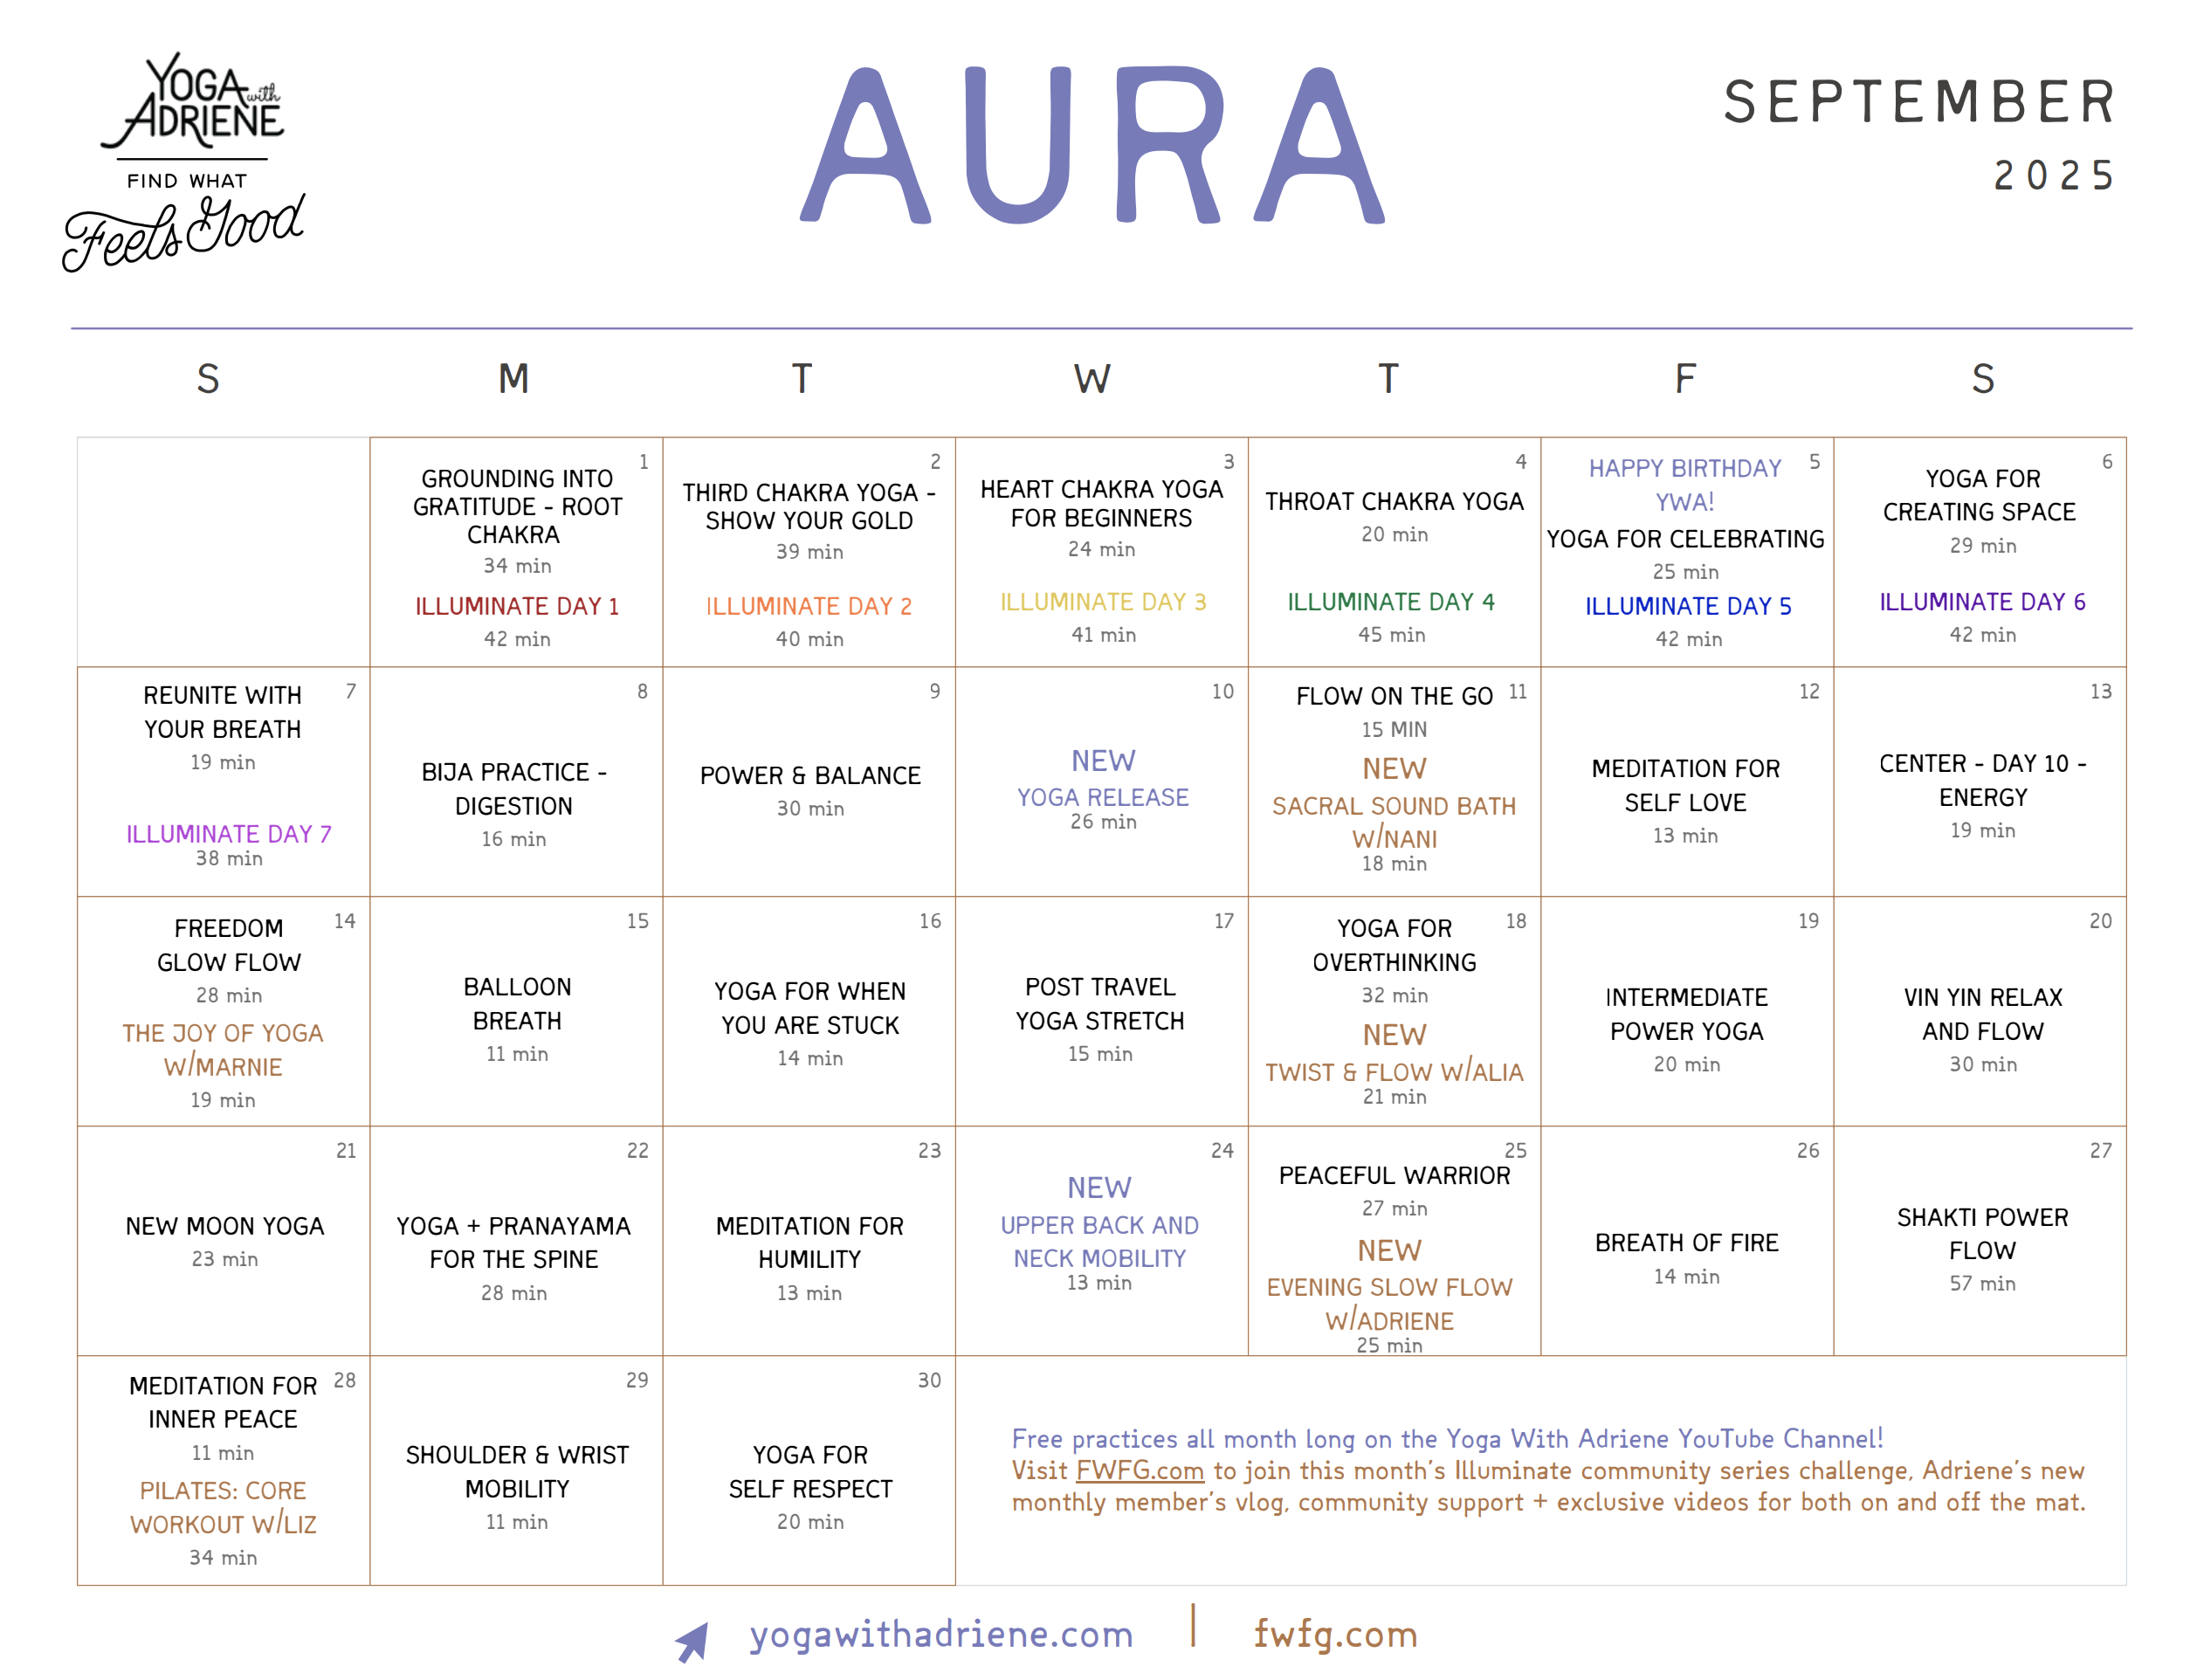 YOGA with
ADRIENE
FIND WHAT
Feels Good
AURA
SEPTEMBER
2025
S M T W T F S
1
GROUNDING INTO
GRATITUDE - ROOT
CHAKRA
34 min
ILLUMINATE DAY 1
42 min
2
THIRD CHAKRA YOGA -
SHOW YOUR GOLD
39 min
ILLUMINATE DAY 2
40 min
3
HEART CHAKRA YOGA
FOR BEGINNERS
24 min
ILLUMINATE DAY 3
41 min
4
THROAT CHAKRA YOGA
20 min
ILLUMINATE DAY 4
45 min
HAPPY BIRTHDAY 5
YWA!
YOGA FOR CELEBRATING
25 min
ILLUMINATE DAY 5
42 min
6
YOGA FOR
CREATING SPACE
29 min
ILLUMINATE DAY 6
42 min
REUNITE WITH 7
YOUR BREATH
19 min
ILLUMINATE DAY 7
38 min
8
BIJA PRACTICE -
DIGESTION
16 min
9
POWER & BALANCE
30 min
10
NEW
YOGA RELEASE
26 min
FLOW ON THE GO 11
15 MIN
NEW
SACRAL SOUND BATH
W/NANI
18 min
12
MEDITATION FOR
SELF LOVE
13 min
13
CENTER - DAY 10 -
ENERGY
19 min
FREEDOM 14
GLOW FLOW
28 min
THE JOY OF YOGA
W/MARNIE
19 min
15
BALLOON
BREATH
11 min
16
YOGA FOR WHEN
YOU ARE STUCK
14 min
17
POST TRAVEL
YOGA STRETCH
15 min
YOGA FOR 18
OVERTHINKING
32 min
NEW
TWIST & FLOW W/ALIA
21 min
19
INTERMEDIATE
POWER YOGA
20 min
20
VIN YIN RELAX
AND FLOW
30 min
21
NEW MOON YOGA
23 min
22
YOGA + PRANAYAMA
FOR THE SPINE
28 min
23
MEDITATION FOR
HUMILITY
13 min
24
NEW
UPPER BACK AND
NECK MOBILITY
13 min
25
PEACEFUL WARRIOR
27 min
NEW
EVENING SLOW FLOW
W/ADRIENE
25 min
26
BREATH OF FIRE
14 min
27
SHAKTI POWER
FLOW
57 min
MEDITATION FOR 28
INNER PEACE
11 min
PILATES: CORE
WORKOUT W/LIZ
34 min
29
SHOULDER & WRIST
MOBILITY
11 min
30
YOGA FOR
SELF RESPECT
20 min
Free practices all month long on the Yoga With Adriene YouTube Channel!
Visit FWFG.com to join this month's Illuminate community series challenge, Adriene's new
monthly member's vlog, community support + exclusive videos for both on and off the mat.
yogawithadriene.com | fwfg.com